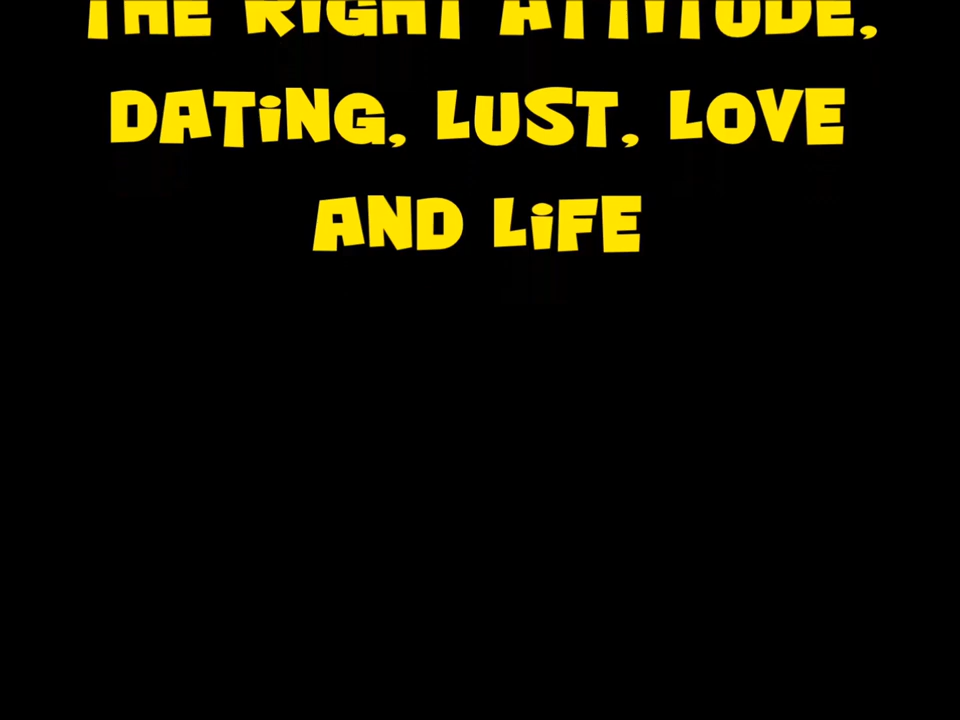 THE RIGHT ATTITUDE,
DATiNG, LUST, LOVE
AND LiFE